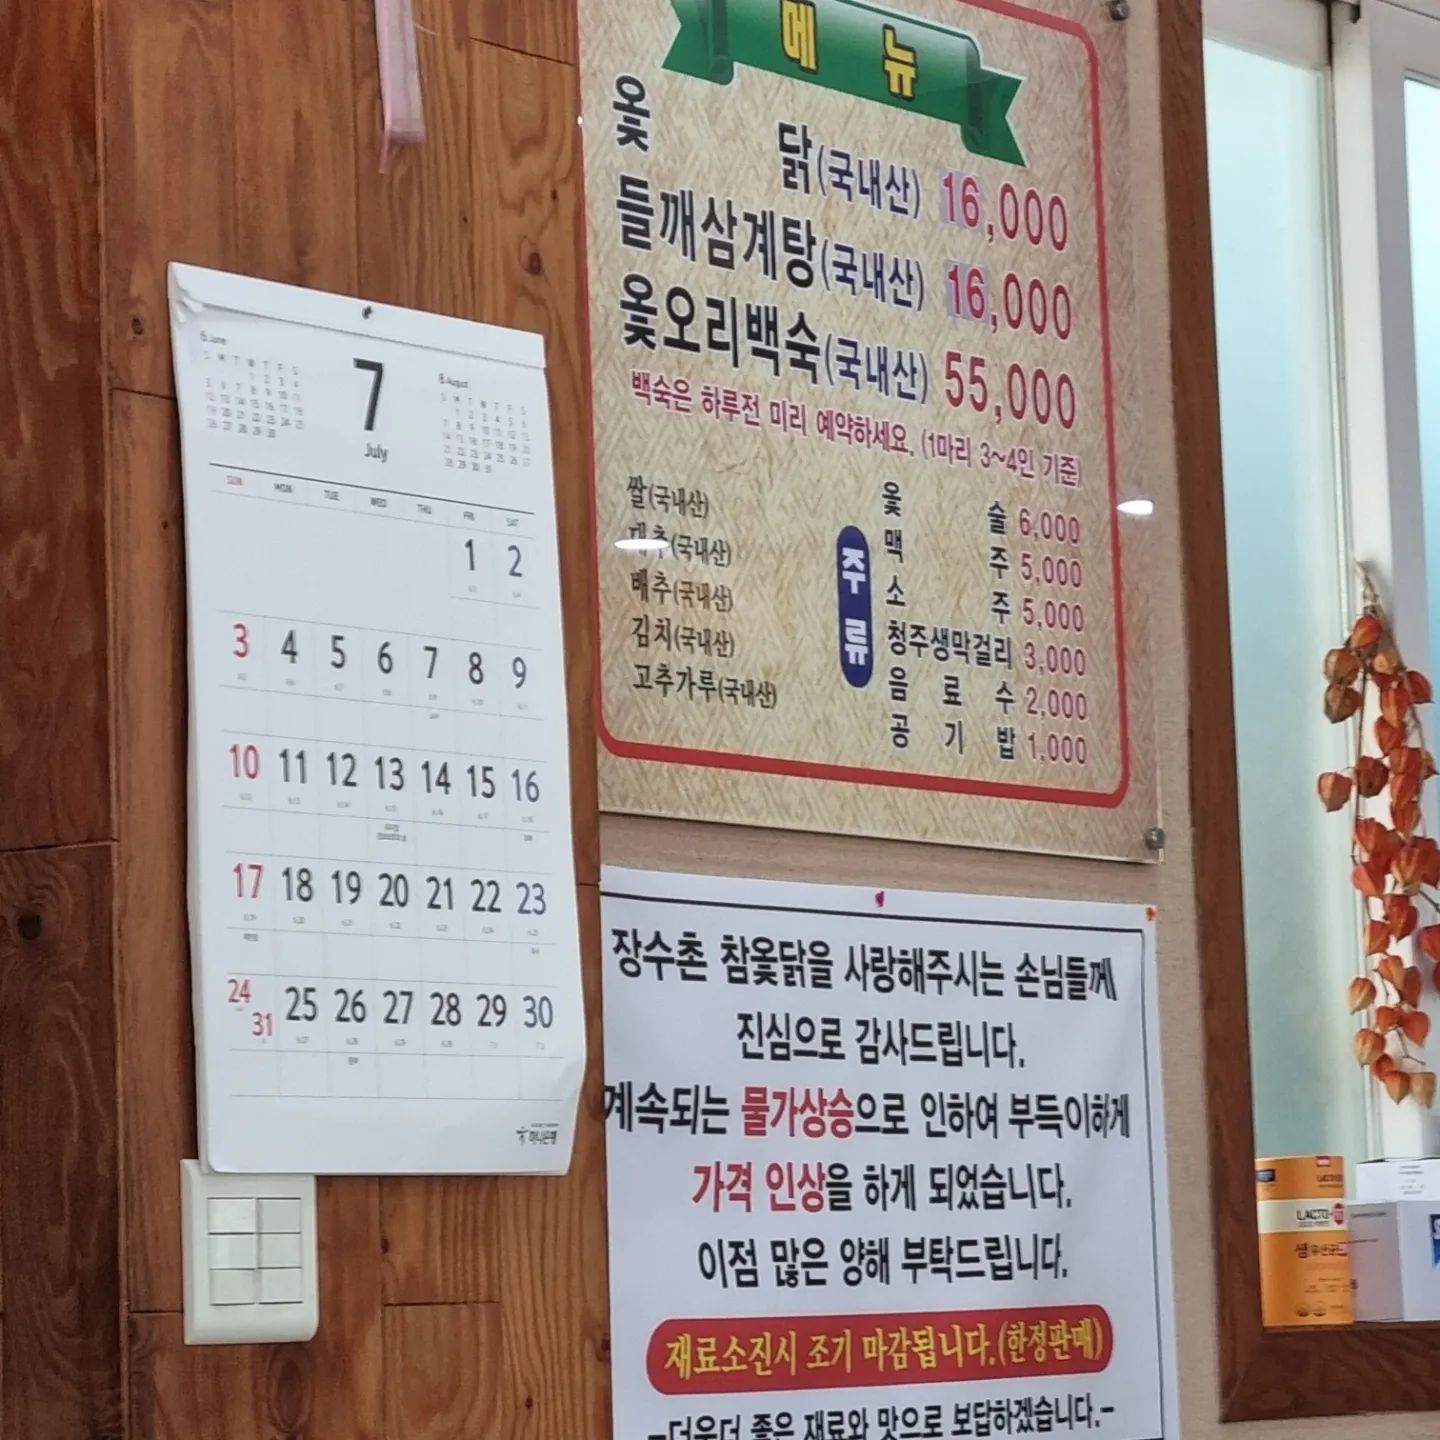 메뉴
옻 닭(국내산) 16,000
들깨삼계탕(국내산) 16,000
옻오리백숙(국내산) 55,000
백숙은 하루전 미리 예약하세요. (1마리 3~4인 기준)
쌀(국내산)
대추(국내산)
배추(국내산)
김치(국내산)
고추가루(국내산)
주류
옻 술 6,000
맥 주 5,000
소 주 5,000
청주생막걸리 3,000
음 료 수 2,000
공 기 밥 1,000
6 June
7
July
8 August
SUN MON TUE WED THU FRI SAT
1 2
3 4 5 6 7 8 9
10 11 12 13 14 15 16
17 18 19 20 21 22 23
24 31 25 26 27 28 29 30
장수촌 참옻닭을 사랑해주시는 손님들께
진심으로 감사드립니다.
계속되는 물가상승으로 인하여 부득이하게
가격 인상을 하게 되었습니다.
이점 많은 양해 부탁드립니다.
재료소진시 조기 마감됩니다.(한정판매)
-더욱더 좋은 재료와 맛으로 보답하겠습니다.-
LACTO